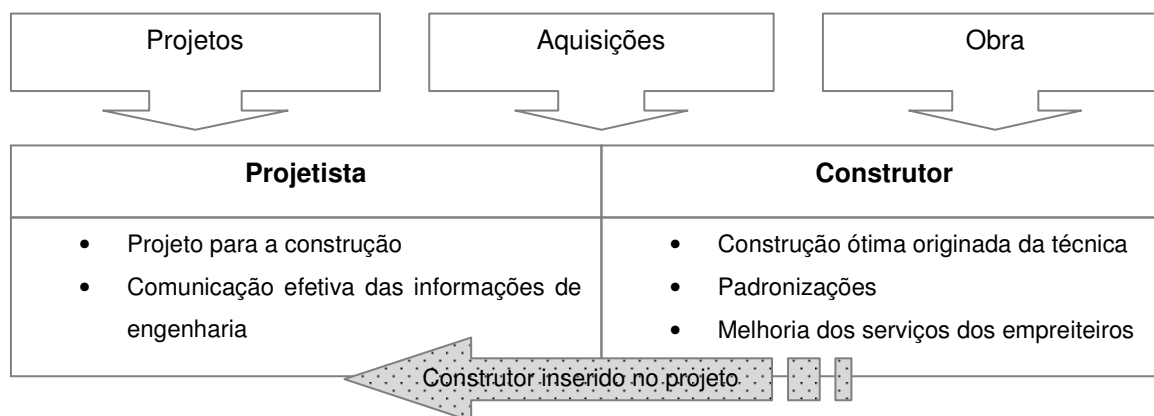 Projetos
Aquisições
Obra
Projetista
Construtor
• Projeto para a construção
• Comunicação efetiva das informações de
engenharia
• Construção ótima originada da técnica
• Padronizações
• Melhoria dos serviços dos empreiteiros
Construtor inserido no projeto